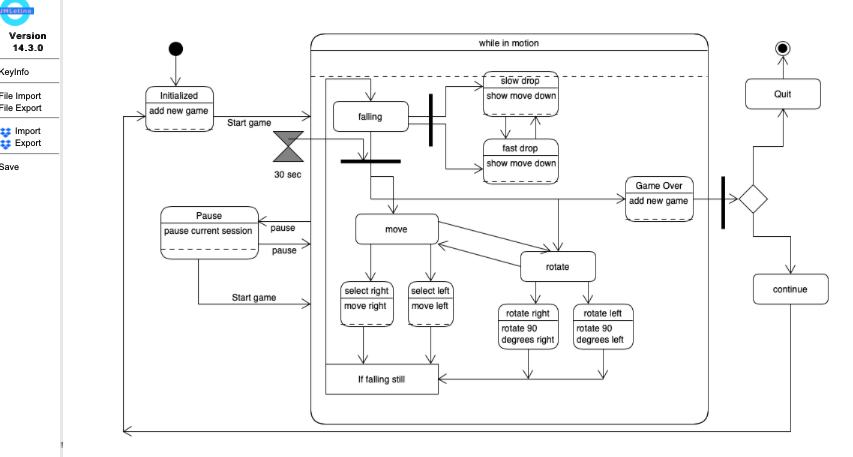 UMLetino
Version
14.3.0
KeyInfo
File Import
File Export
Import
Export
Save
while in motion
Initialized
add new game
Start game
falling
slow drop
show move down
fast drop
show move down
30 sec
Quit
Game Over
add new game
Pause
pause current session
pause
pause
Start game
move
rotate
continue
select right
move right
select left
move left
rotate right
rotate 90
degrees right
rotate left
rotate 90
degrees left
If falling still